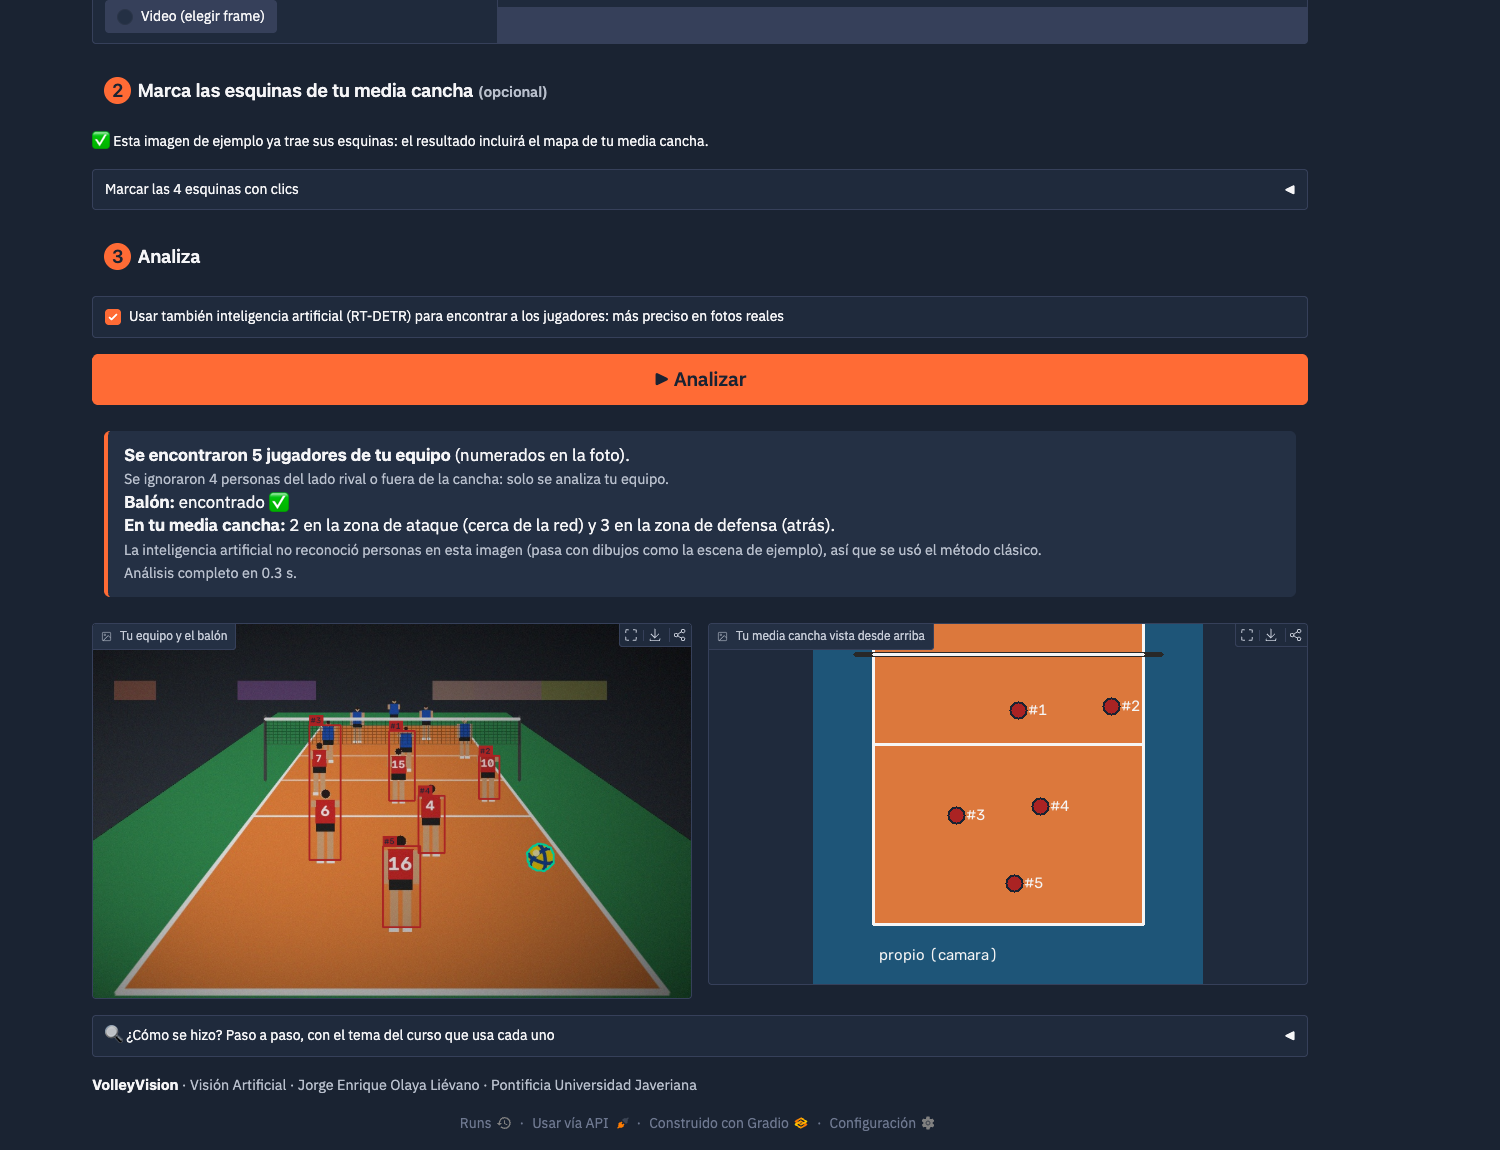 Video (elegir frame)
2 Marca las esquinas de tu media cancha (opcional)
✅ Esta imagen de ejemplo ya trae sus esquinas: el resultado incluirá el mapa de tu media cancha.
Marcar las 4 esquinas con clics
3 Analiza
Usar también inteligencia artificial (RT-DETR) para encontrar a los jugadores: más preciso en fotos reales
Analizar
Se encontraron 5 jugadores de tu equipo (numerados en la foto).
Se ignoraron 4 personas del lado rival o fuera de la cancha: solo se analiza tu equipo.
Balón: encontrado ✅
En tu media cancha: 2 en la zona de ataque (cerca de la red) y 3 en la zona de defensa (atrás).
La inteligencia artificial no reconoció personas en esta imagen (pasa con dibujos como la escena de ejemplo), así que se usó el método clásico.
Análisis completo en 0.3 s.
Tu equipo y el balón
#3
#1
#2
7
15
10
#4
6
4
#5
16
Tu media cancha vista desde arriba
#1
#2
#3
#4
#5
propio (camara)
¿Cómo se hizo? Paso a paso, con el tema del curso que usa cada uno
VolleyVision · Visión Artificial · Jorge Enrique Olaya Liévano · Pontificia Universidad Javeriana
Runs · Usar vía API · Construido con Gradio · Configuración